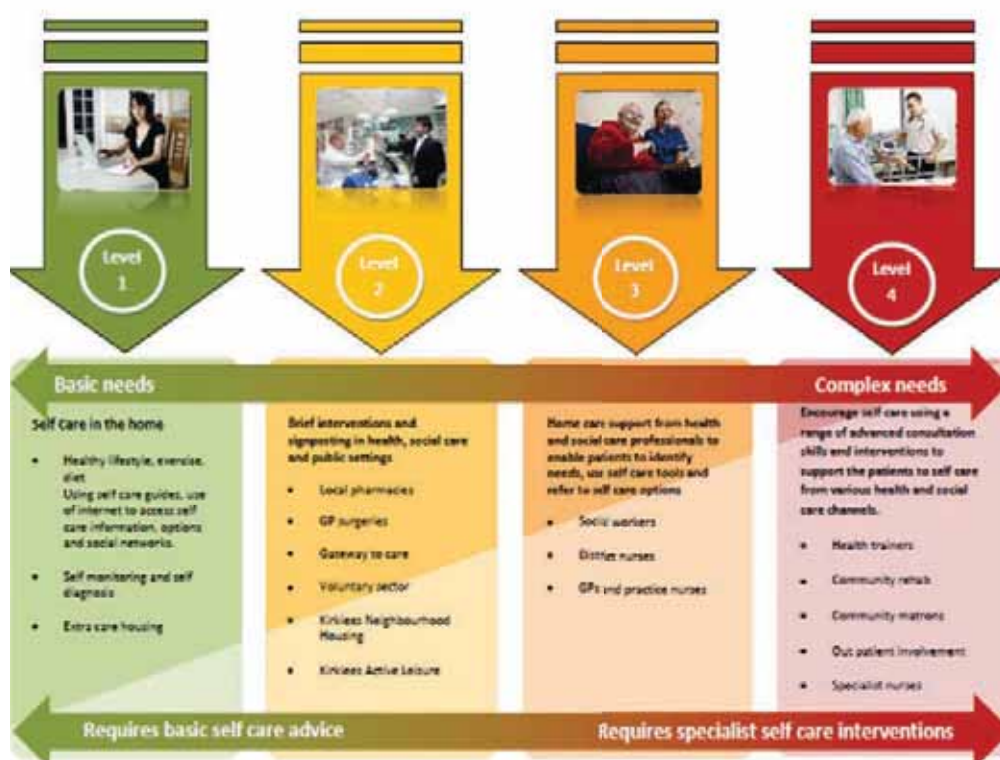 Level
1
Level
2
Level
3
Level
4
Basic needs
Complex needs
Self Care in the home
• Healthy lifestyle, exercise,
diet
Using self care guides, use
of internet to access self
care information, options
and social networks.
• Self monitoring and self
diagnosis
• Extra care housing
Brief interventions and
signposting in health, social care
and public settings
• Local pharmacies
• GP surgeries
• Gateway to care
• Voluntary sector
• Kirklees Neighbourhood
Housing
• Kirklees Active Leisure
Home care support from health
and social care professionals to
enable patients to identify
needs, use self care tools and
refer to self care options
• Social workers
• District nurses
• GPs and practice nurses
Encourage self care using a
range of advanced consultation
skills and interventions to
support the patients to self care
from various health and social
care channels.
• Health trainers
• Community rehab
• Community matrons
• Out patient involvement
• Specialist nurses
Requires basic self care advice
Requires specialist self care interventions